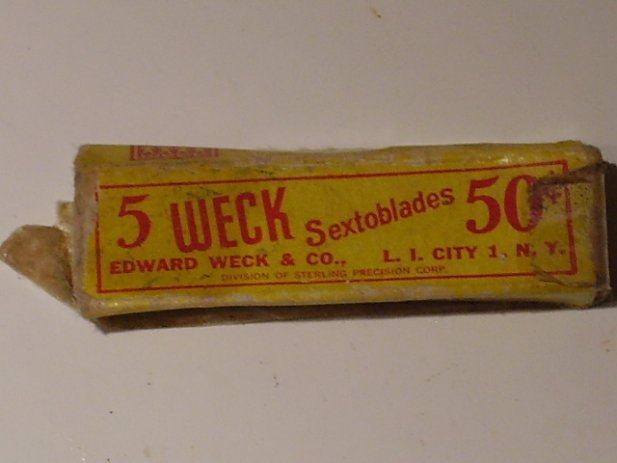 5 WECK Sextoblades 50¢
EDWARD WECK & CO., L. I. CITY 1, N. Y.
DIVISION OF STERLING PRECISION CORP.